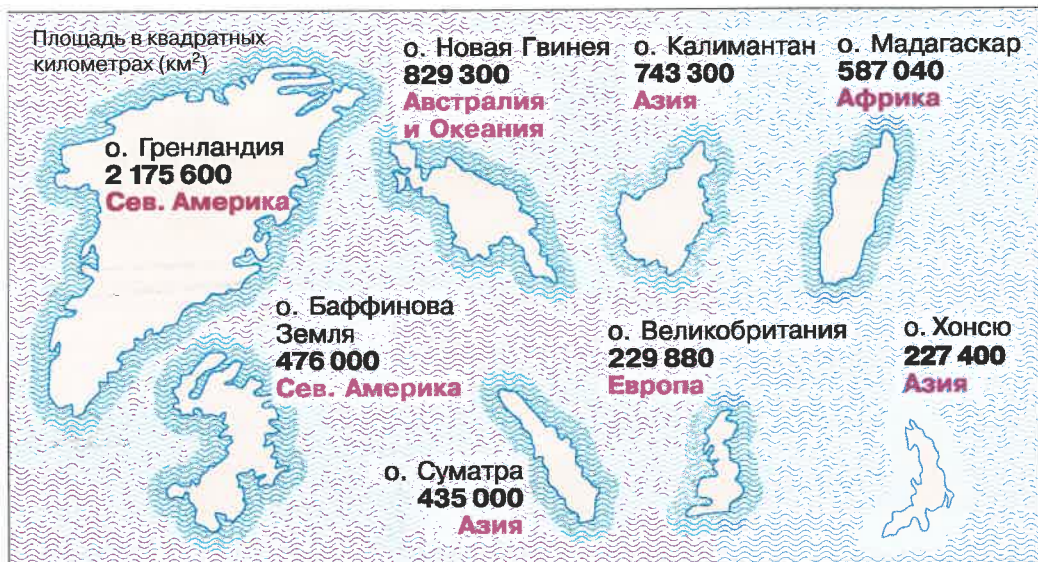 Площадь в квадратных
километрах (км²)
о. Гренландия
2 175 600
Сев. Америка
о. Новая Гвинея
829 300
Австралия
и Океания
о. Калимантан
743 300
Азия
о. Мадагаскар
587 040
Африка
о. Баффинова
Земля
476 000
Сев. Америка
о. Суматра
435 000
Азия
о. Великобритания
229 880
Европа
о. Хонсю
227 400
Азия